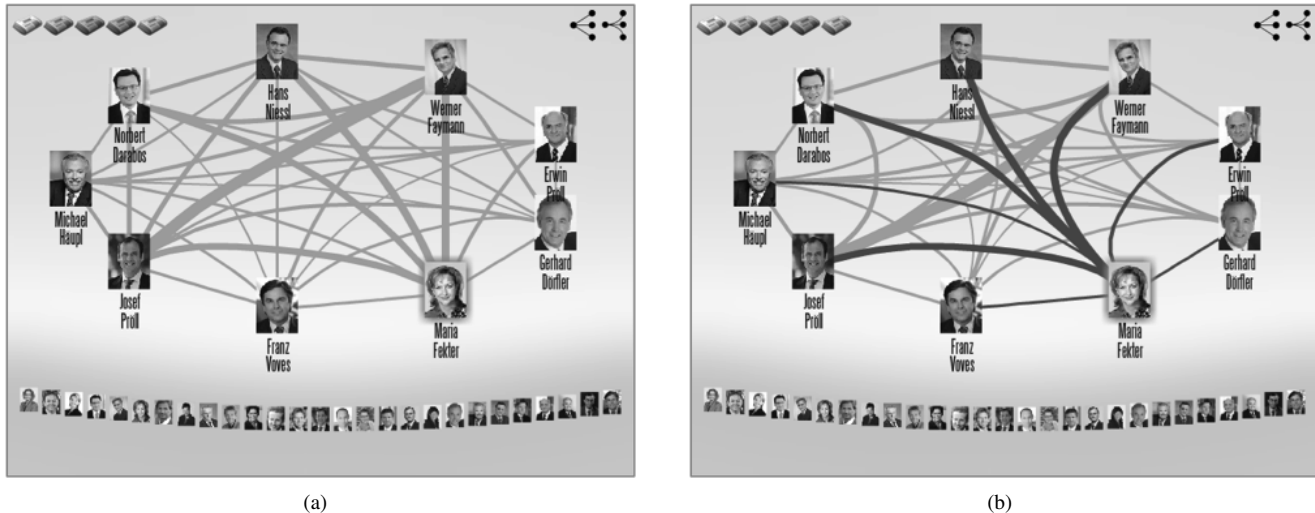 Hans
Niessl
Werner
Faymann
Norbert
Darabos
Erwin
Pröll
Michael
Häupl
Gerhard
Dörfler
Josef
Pröll
Franz
Voves
Maria
Fekter
(a)
Hans
Niessl
Werner
Faymann
Norbert
Darabos
Erwin
Pröll
Michael
Häupl
Gerhard
Dörfler
Josef
Pröll
Franz
Voves
Maria
Fekter
(b)